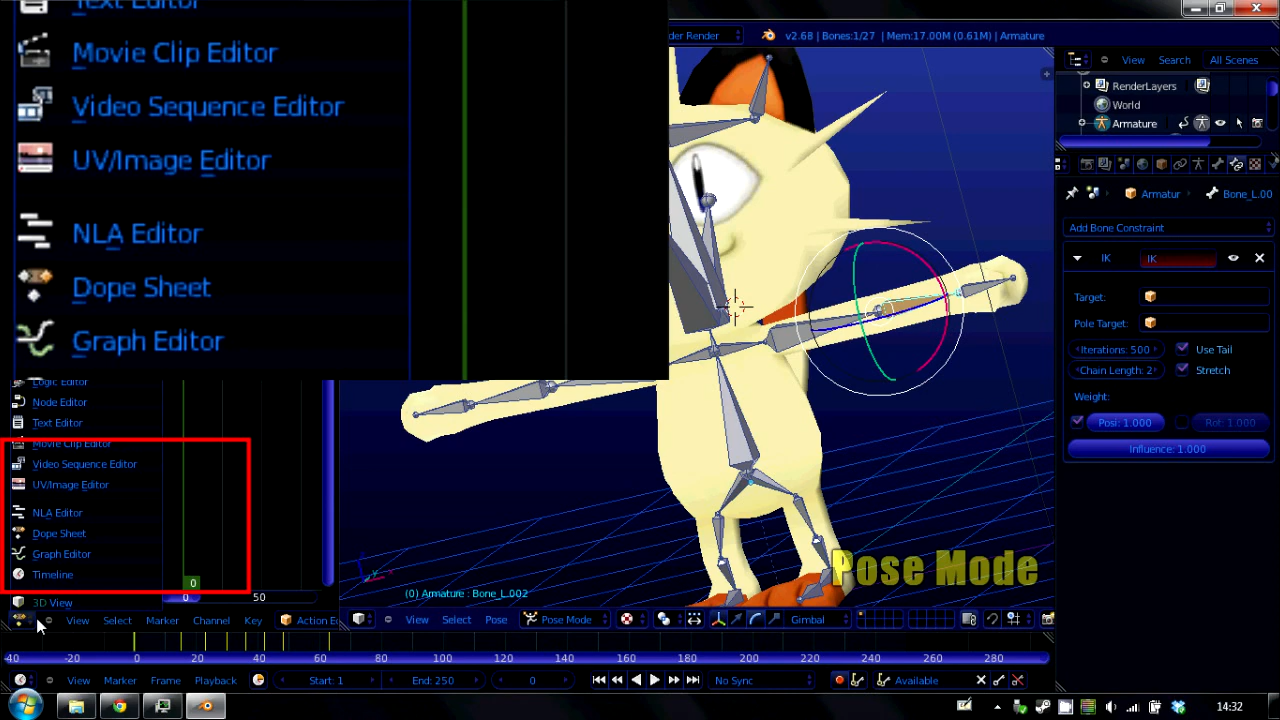 Text Editor
Movie Clip Editor
Video Sequence Editor
UV/Image Editor
NLA Editor
Dope Sheet
Graph Editor
Logic Editor
Node Editor
Text Editor
Movie Clip Editor
Video Sequence Editor
UV/Image Editor
NLA Editor
Dope Sheet
Graph Editor
Timeline
3D View
0
0 50
View Select Marker Channel Key
der Render v2.68 | Bones:1/27 | Mem:17.00M (0.61M) | Armature
Pose Mode
(0) Armature : Bone_L.002
View Select Pose Pose Mode Gimbal
View Search All Scenes
RenderLayers
World
Armature
Armatur Bone_L.00
Add Bone Constraint
IK IK
Target:
Pole Target:
Iterations: 500 Use Tail
Chain Length: 2 Stretch
Weight:
Posi: 1.000 Rot: 1.000
Influence: 1.000
-40 -20 0 20 40 60 80 100 120 140 160 180 200 220 240 260 280
View Marker Frame Playback Start: 1 End: 250 0 No Sync Available
14:32